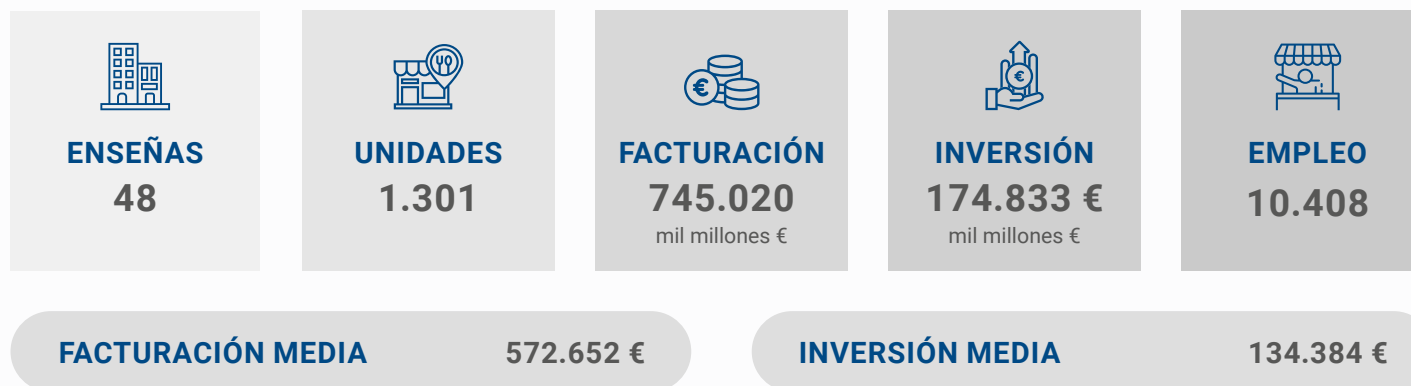 ENSEÑAS
48
UNIDADES
1.301
FACTURACIÓN
745.020
mil millones €
INVERSIÓN
174.833 €
mil millones €
EMPLEO
10.408
FACTURACIÓN MEDIA 572.652 €
INVERSIÓN MEDIA 134.384 €